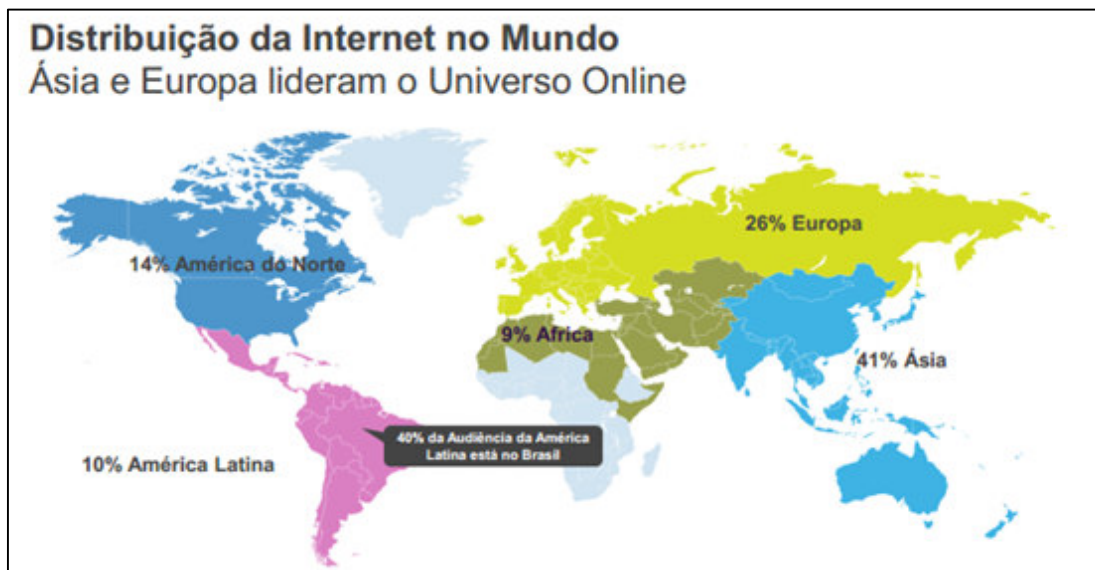 Distribuição da Internet no Mundo
Ásia e Europa lideram o Universo Online
26% Europa
14% América do Norte
9% Africa
41% Ásia
40% da Audiência da América
Latina está no Brasil
10% América Latina